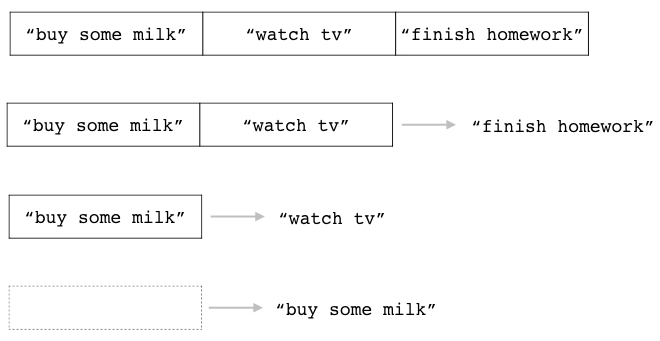 “buy some milk” “watch tv” “finish homework”
“buy some milk” “watch tv” “finish homework”
“buy some milk” “watch tv”
“buy some milk”